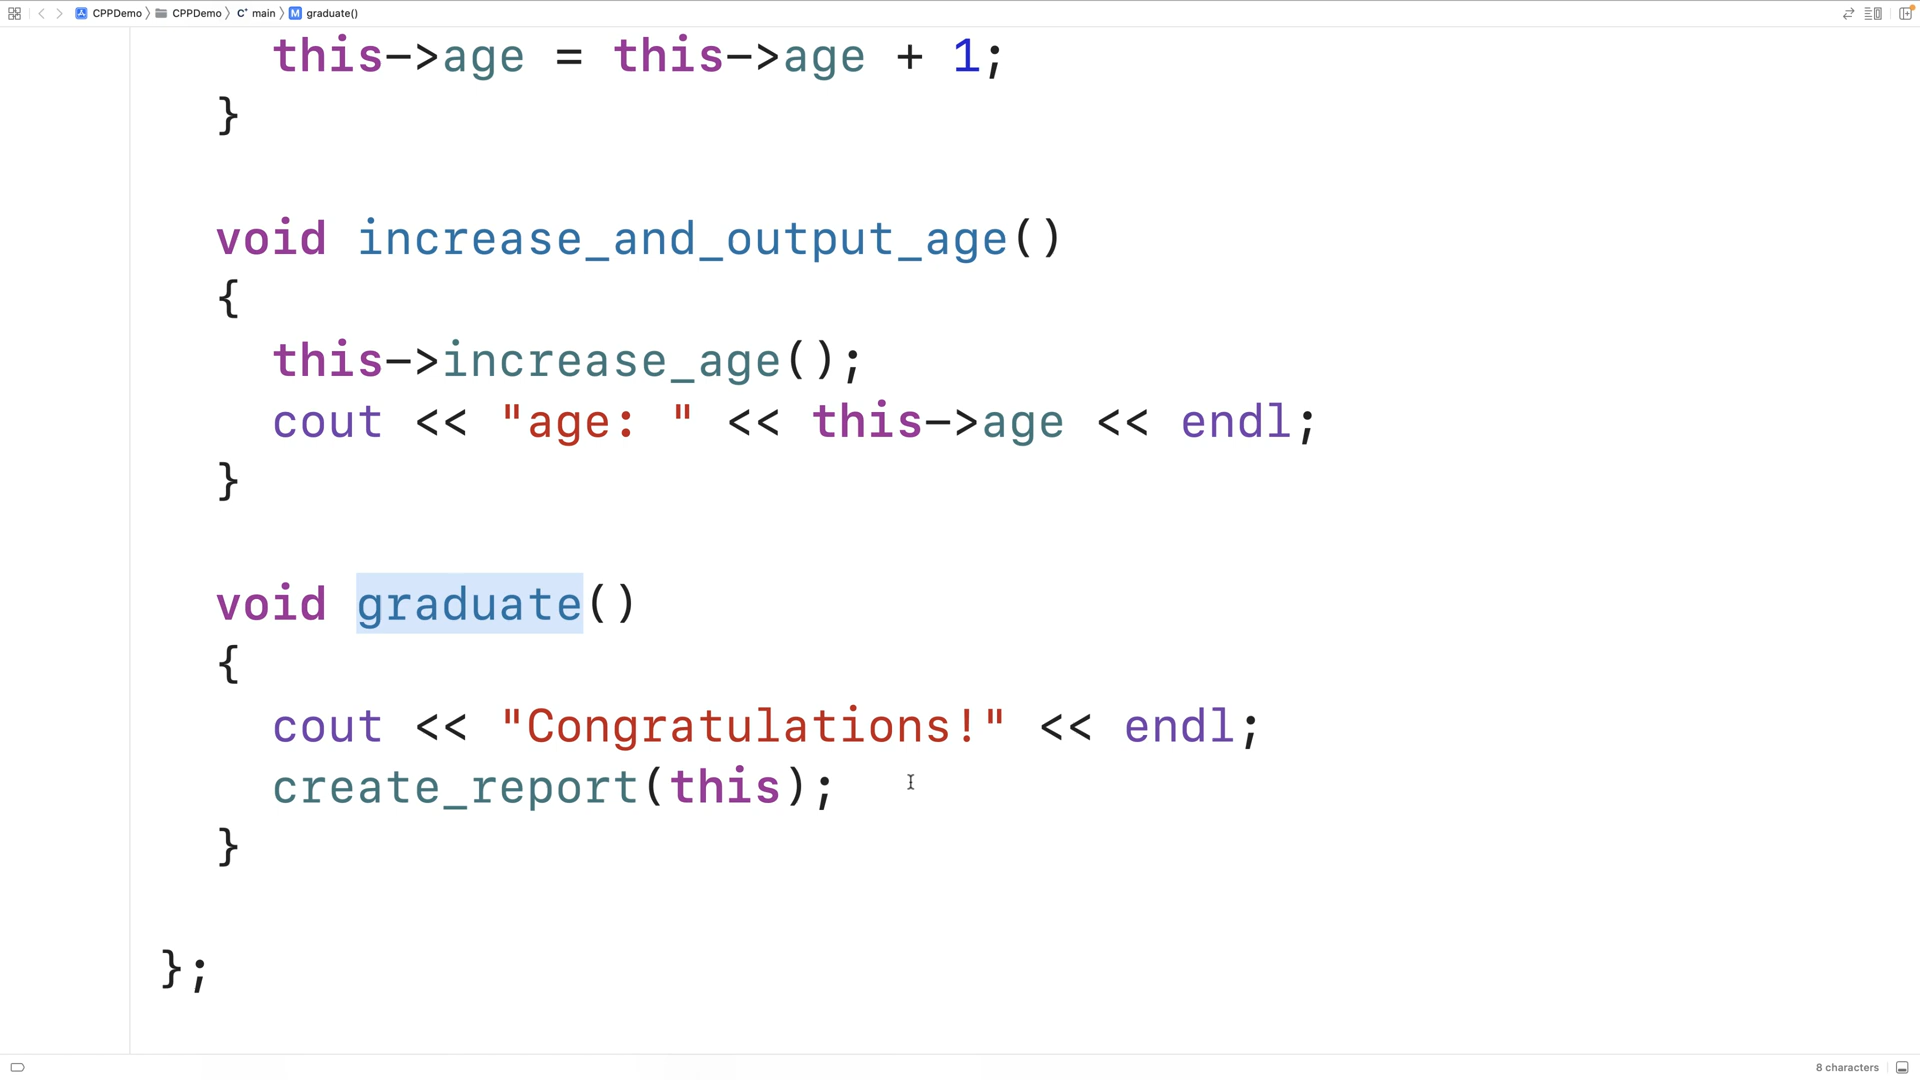 CPPDemo CPPDemo C++ main M graduate()
this->age = this->age + 1;
}
void increase_and_output_age()
{
this->increase_age();
cout << "age: " << this->age << endl;
}
void graduate()
{
cout << "Congratulations!" << endl;
create_report(this);
}
};
8 characters